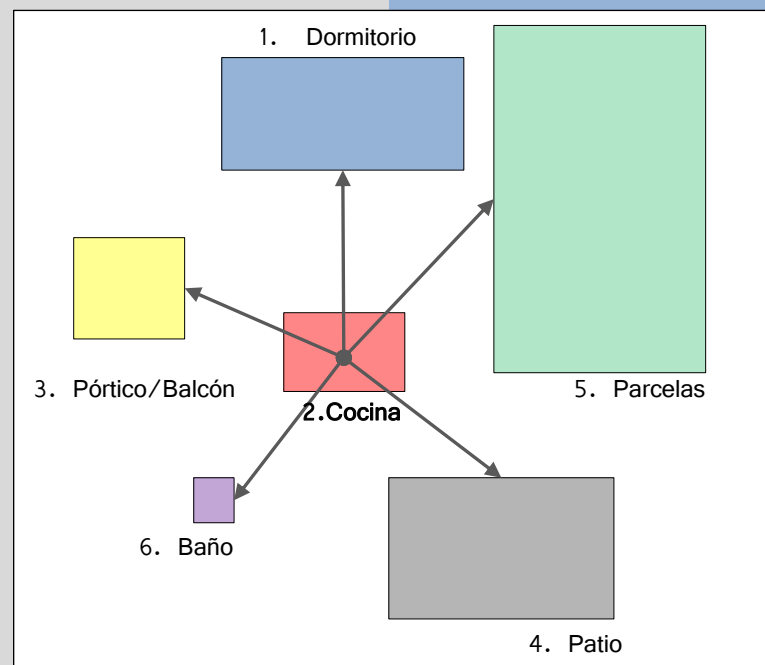 1. Dormitorio
3. Pórtico/Balcón
2.Cocina
5. Parcelas
6. Baño
4. Patio